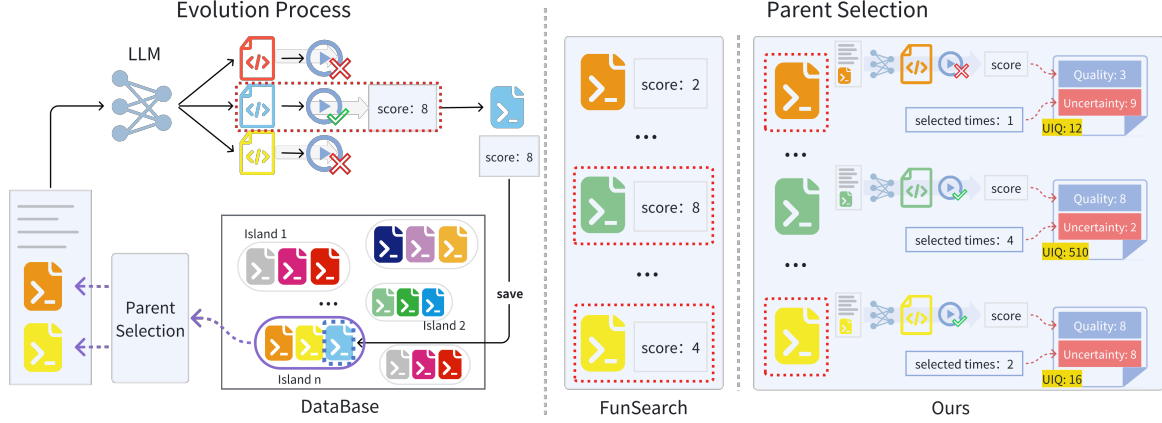 Evolution Process
LLM
</>
</>
score: 8
</>
score: 8
save
Island 1
...
Island 2
Island n
Parent
Selection
DataBase
Parent Selection
score: 2
...
score: 8
...
score: 4
FunSearch
</>
score
Quality: 3
Uncertainty: 9
selected times: 1
UIQ: 12
...
</>
score
Quality: 8
Uncertainty: 2
selected times: 4
UIQ: 510
...
</>
score
Quality: 8
Uncertainty: 8
selected times: 2
UIQ: 16
Ours